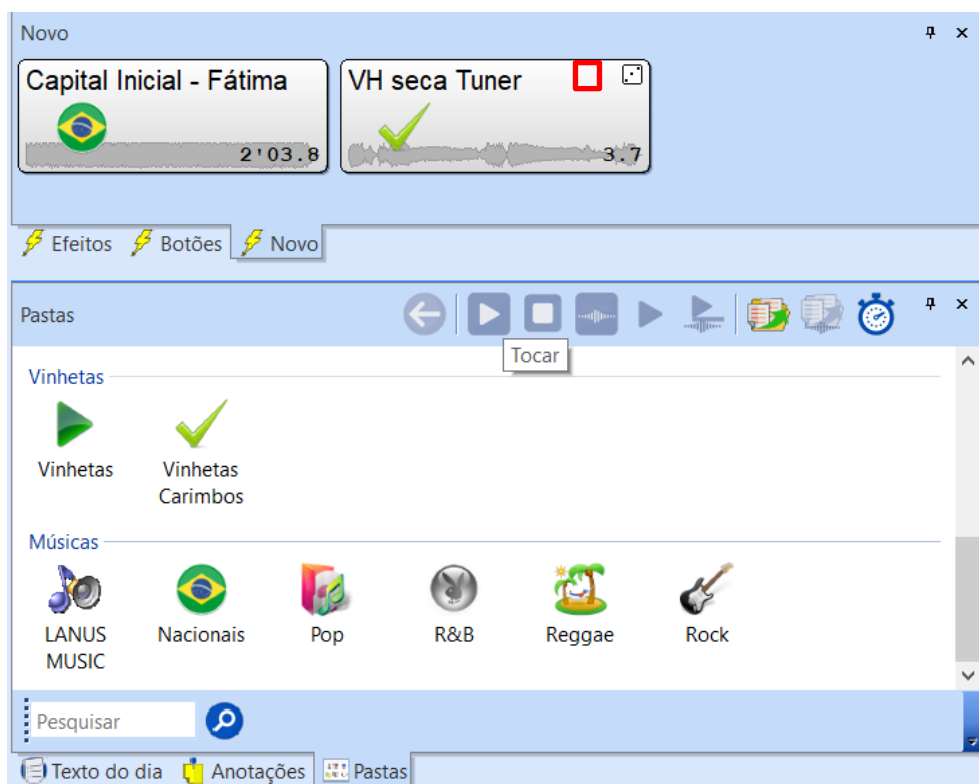 Novo
Capital Inicial - Fátima
2'03.8
VH seca Tuner
3.7
Efeitos Botões Novo
Pastas
Tocar
Vinhetas
Vinhetas
Vinhetas
Carimbos
Músicas
LANUS
MUSIC
Nacionais
Pop
R&B
Reggae
Rock
Pesquisar
Texto do dia Anotações Pastas